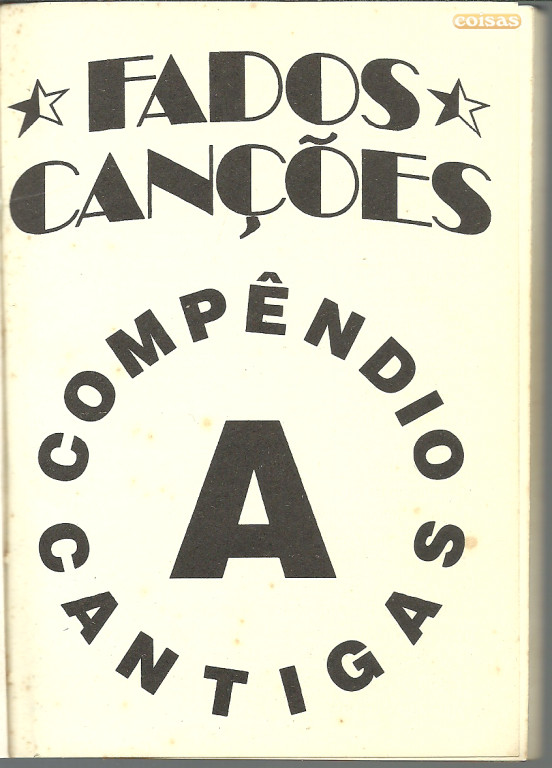 coisas
FADOS
CANÇÕES
COMPÊNDIO
A
CANTIGAS